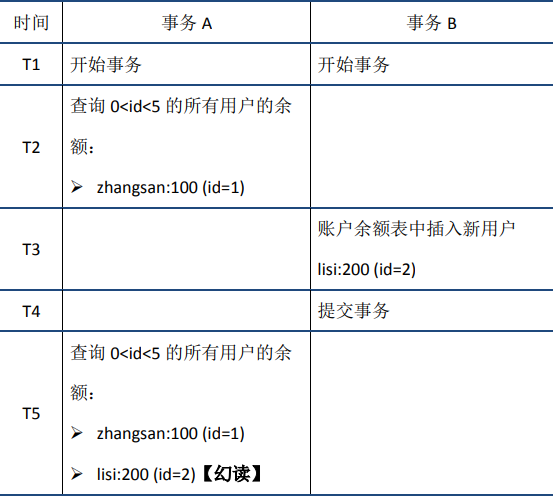 时间 事务 A 事务 B
T1 开始事务 开始事务
查询 0<id<5 的所有用户的余
T2 额：
➢ zhangsan:100 (id=1)
账户余额表中插入新用户
T3
lisi:200 (id=2)
T4 提交事务
查询 0<id<5 的所有用户的余
额：
T5
➢ zhangsan:100 (id=1)
➢ lisi:200 (id=2)【幻读】